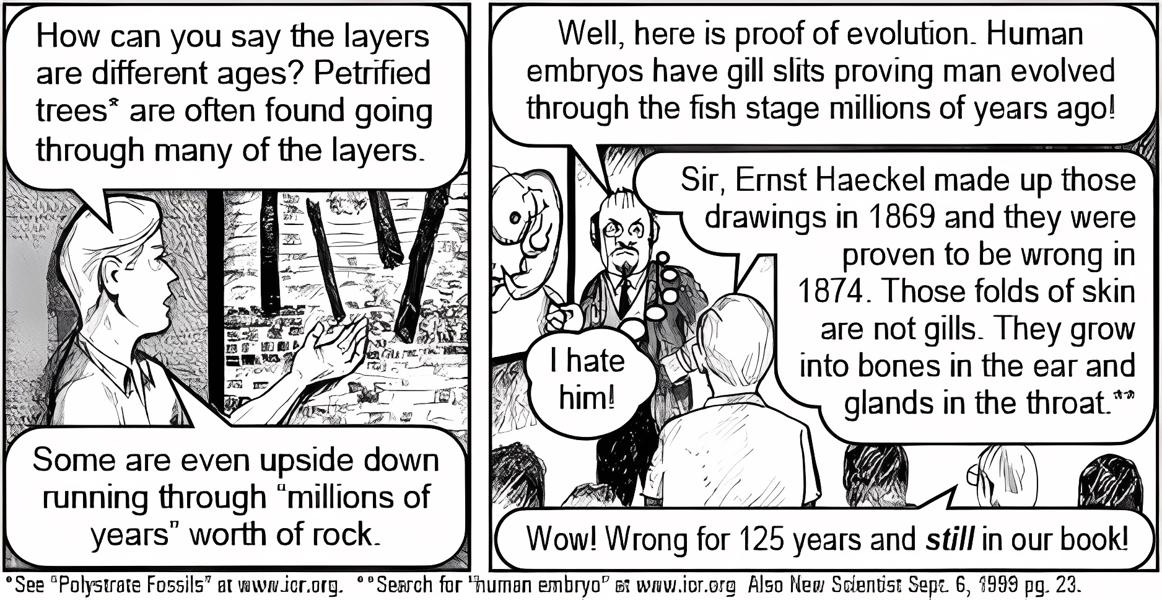 How can you say the layers
are different ages? Petrified
trees* are often found going
through many of the layers.
Some are even upside down
running through "millions of
years" worth of rock.
Well, here is proof of evolution. Human
embryos have gill slits proving man evolved
through the fish stage millions of years ago!
Sir, Ernst Haeckel made up those
drawings in 1869 and they were
proven to be wrong in
1874. Those folds of skin
are not gills. They grow
into bones in the ear and
glands in the throat.**
I hate
him!
Wow! Wrong for 125 years and still in our book!
*See "Polystrate Fossils" at www.icr.org. **Search for "human embryo" at www.icr.org Also New Scientist Sept. 6, 1999 pg. 23.